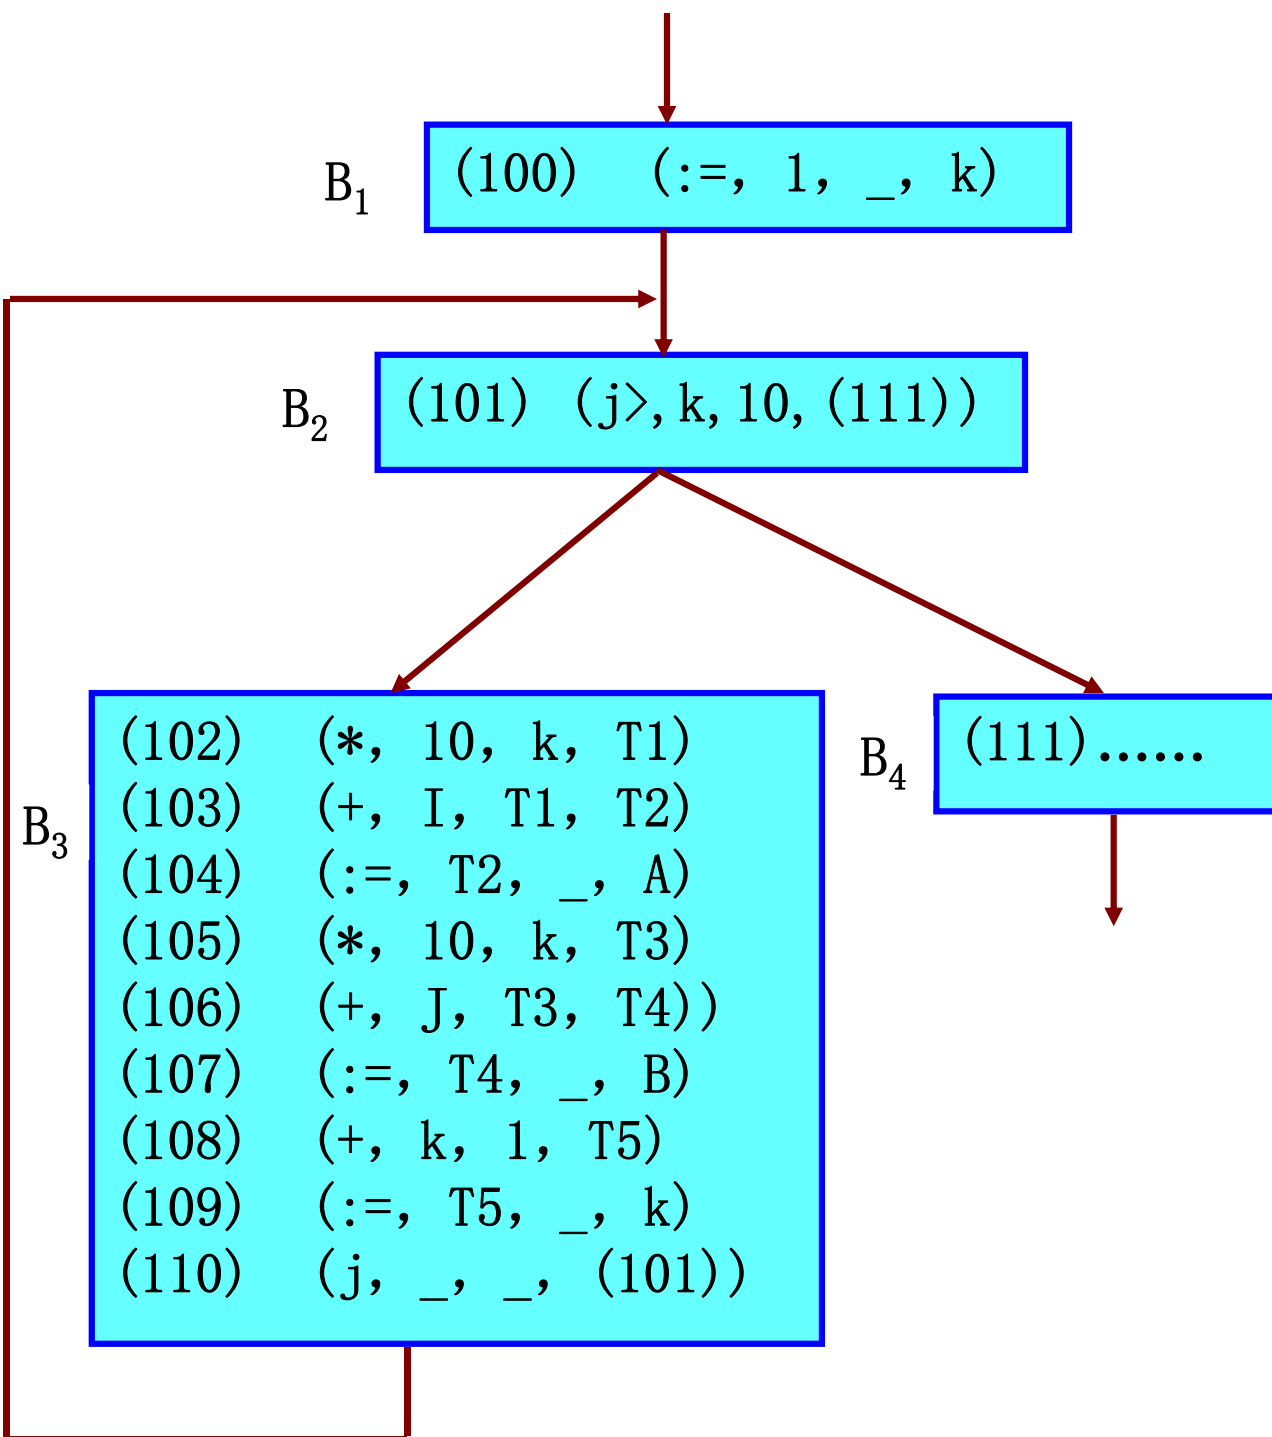 B₁
(100) (:=, 1, _, k)
B₂
(101) (j>,k,10,(111))
B₃
(102) (*, 10, k, T1)
(103) (+, I, T1, T2)
(104) (:=, T2, _, A)
(105) (*, 10, k, T3)
(106) (+, J, T3, T4))
(107) (:=, T4, _, B)
(108) (+, k, 1, T5)
(109) (:=, T5, _, k)
(110) (j, _, _, (101))
B₄
(111)……